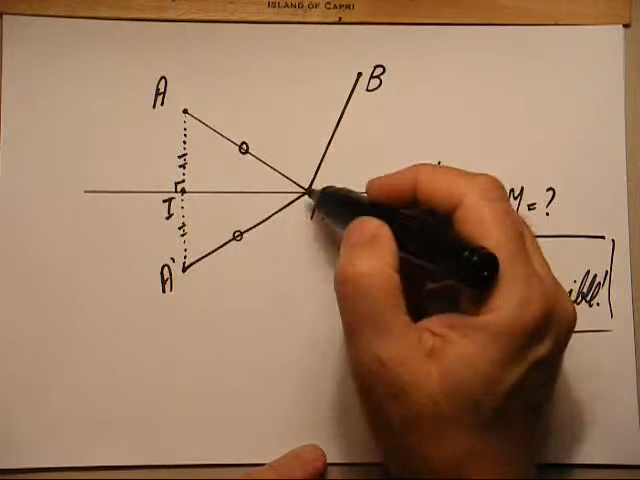 ISLAND OF CAPRI
A
B
I
A'
M = ?